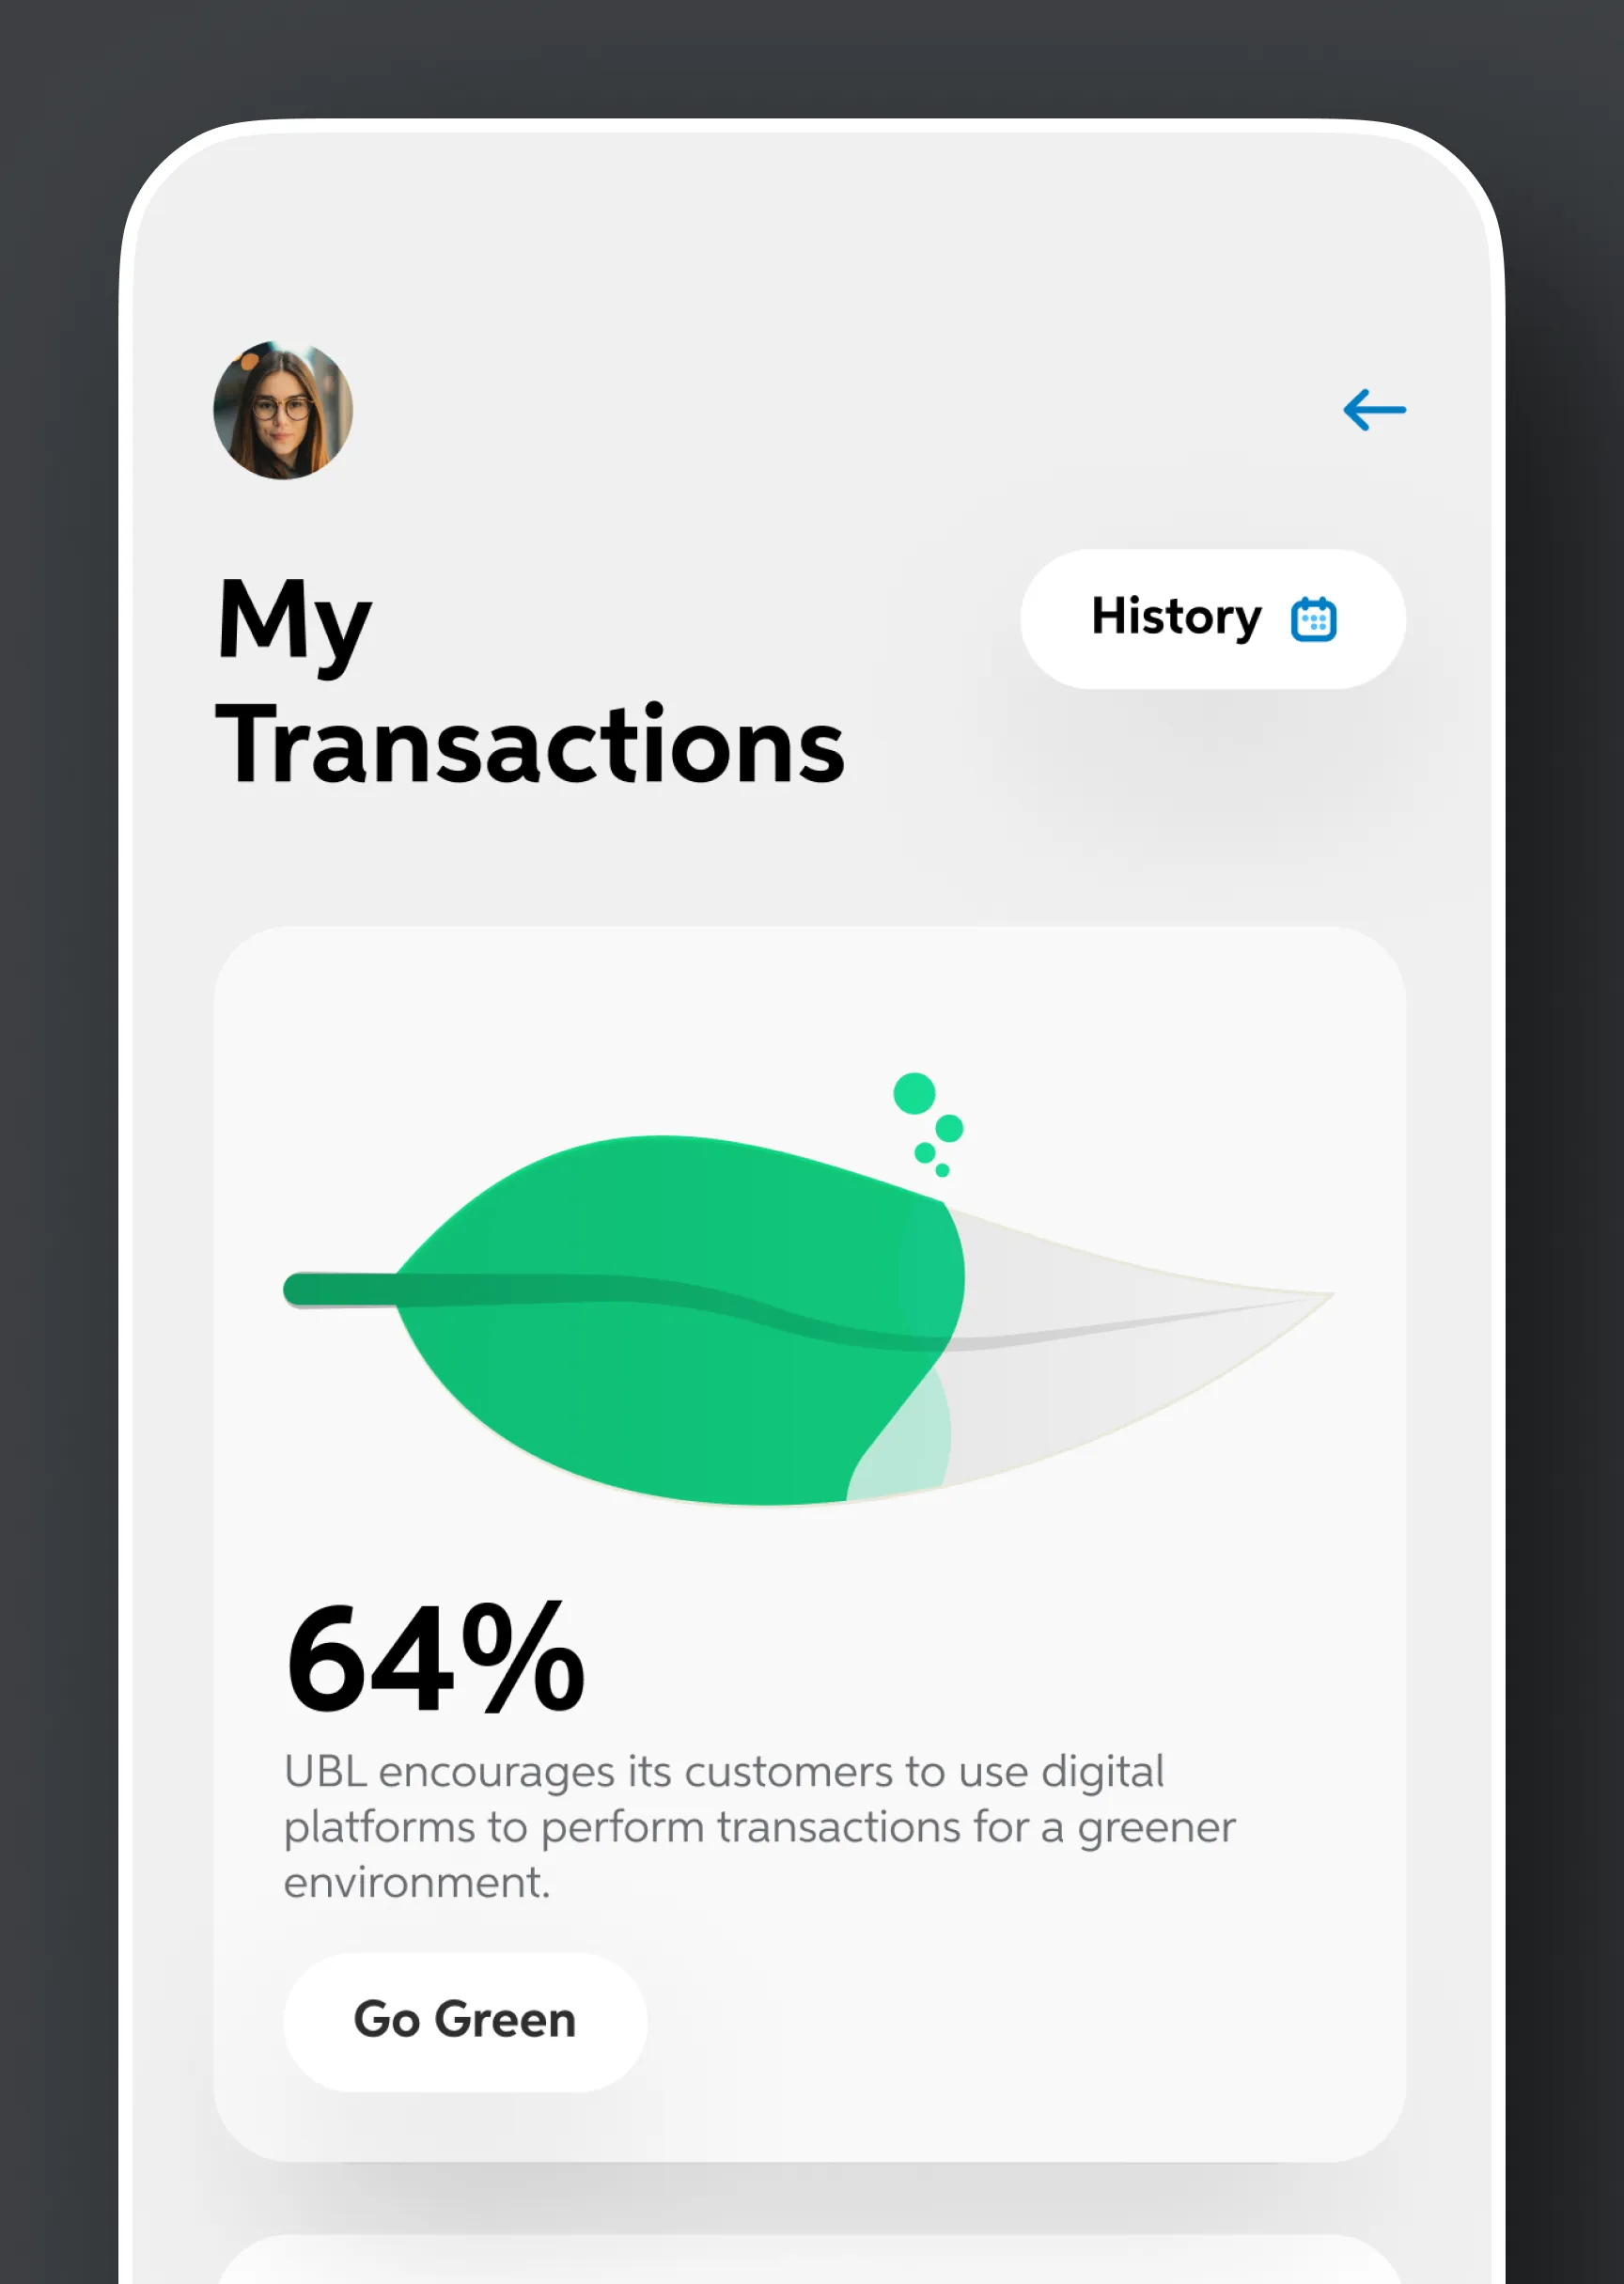 My
Transactions
History
64%
UBL encourages its customers to use digital
platforms to perform transactions for a greener
environment.
Go Green